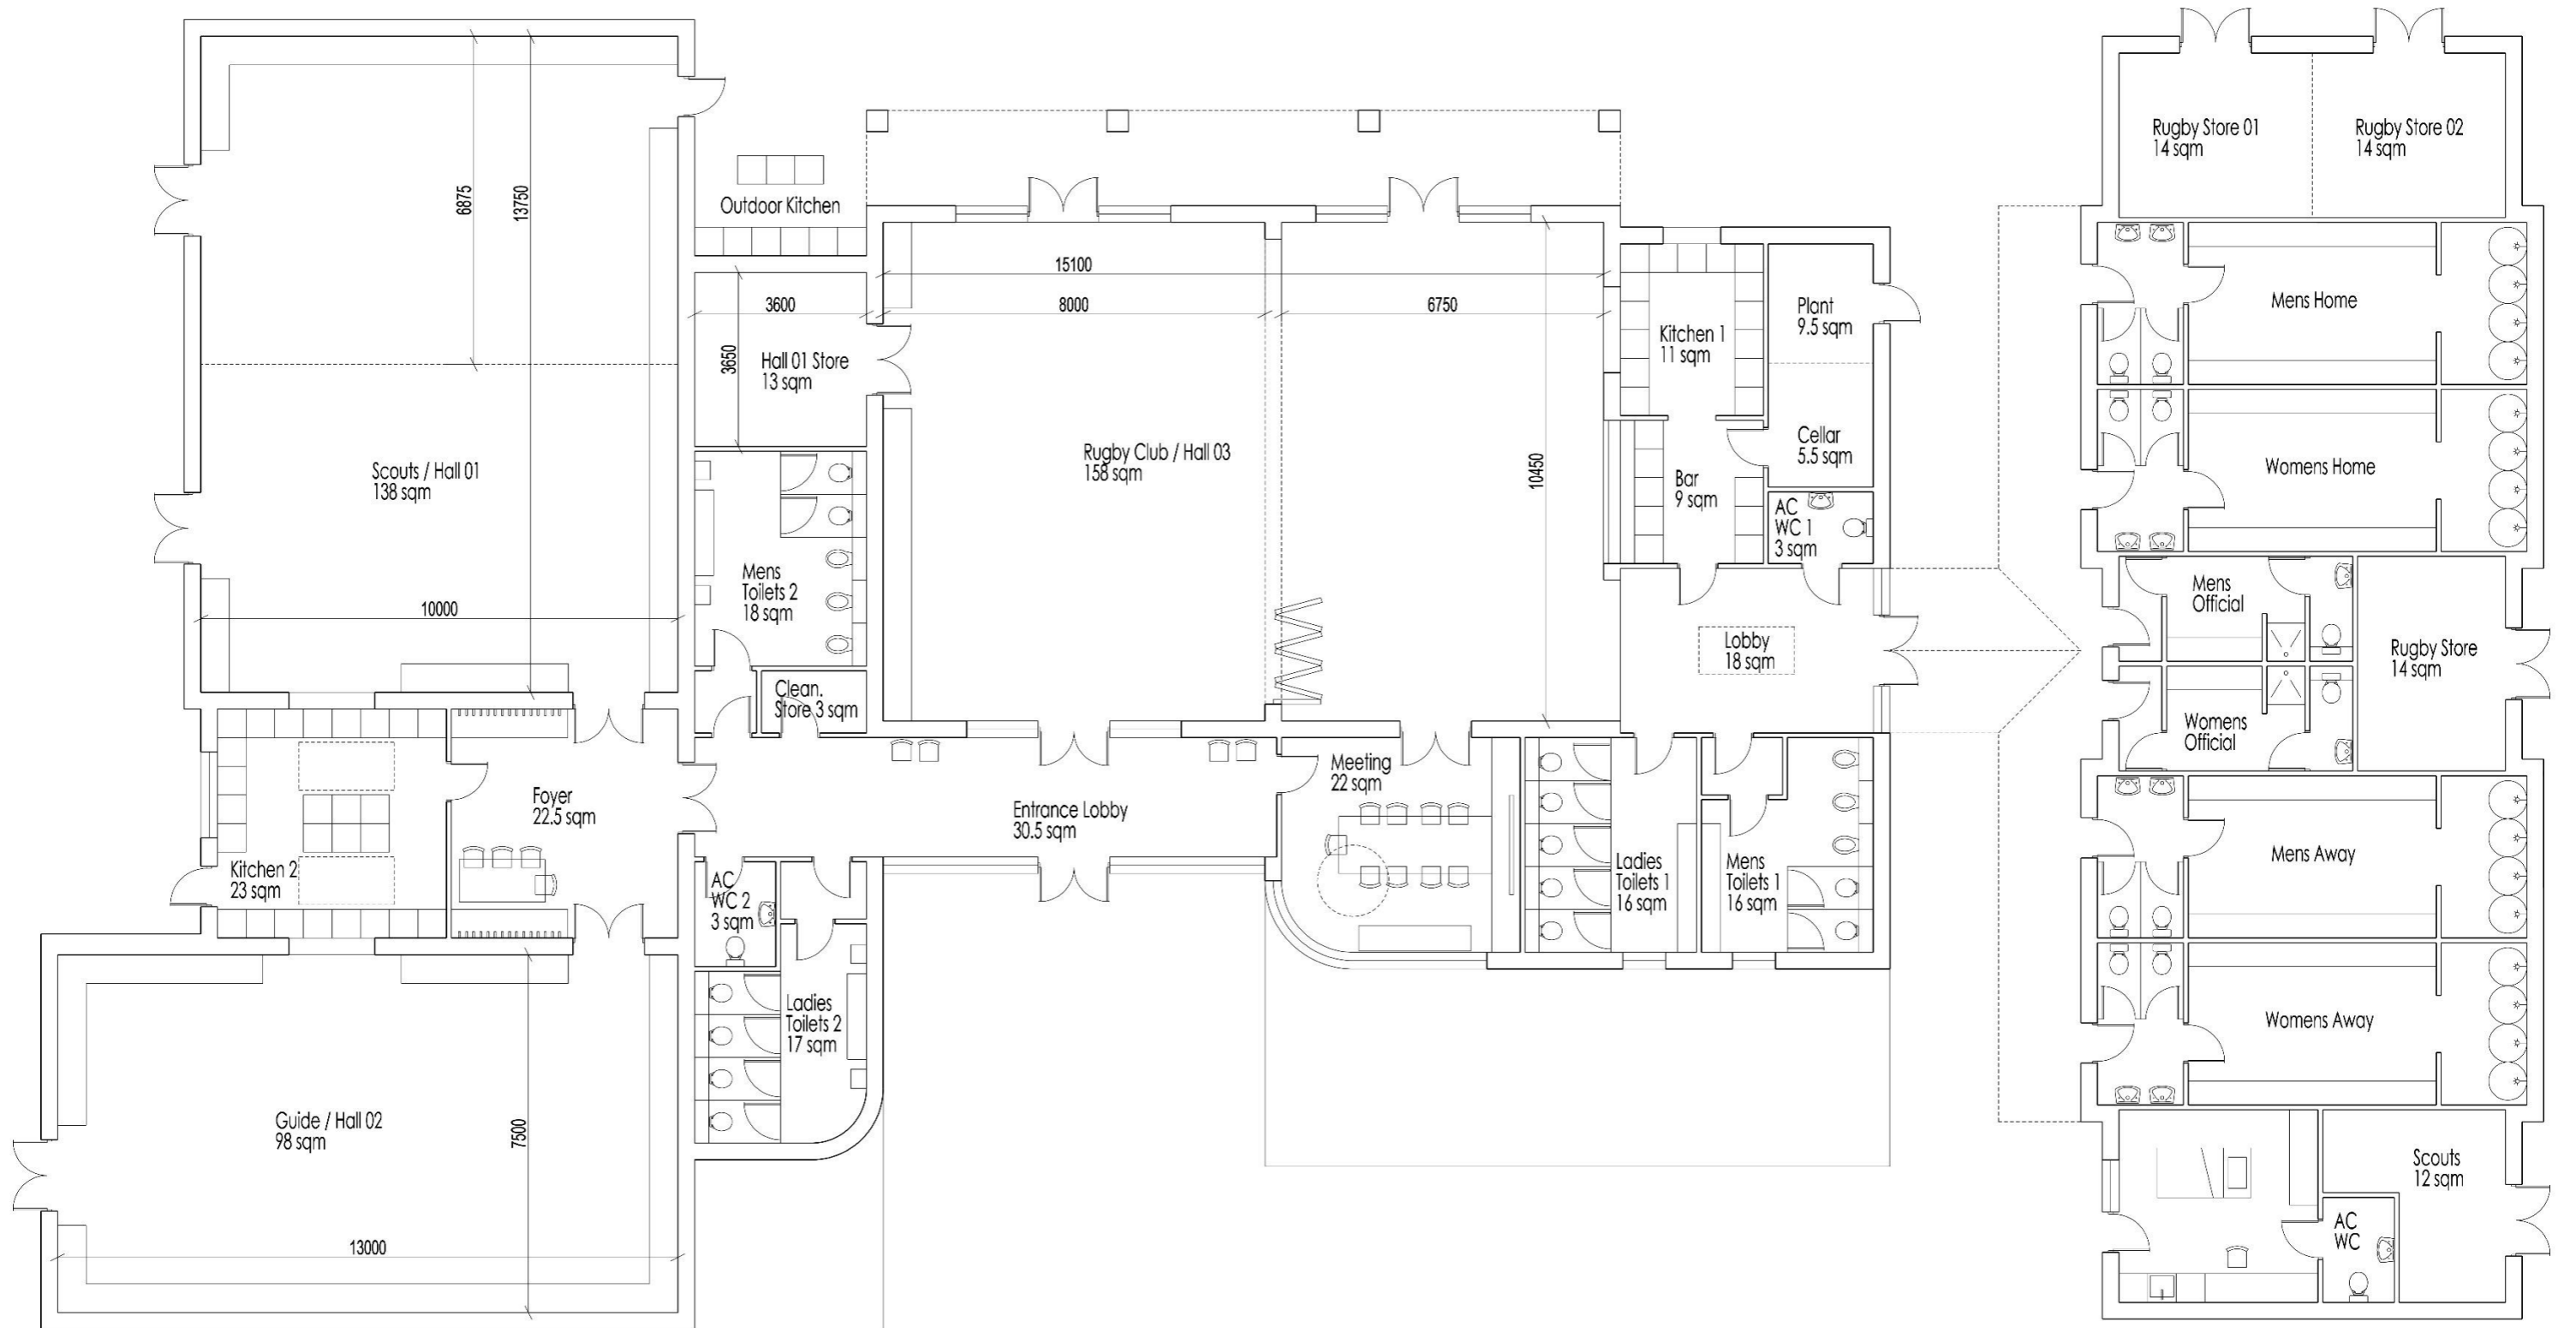 Rugby Store 01
14 sqm
Rugby Store 02
14 sqm
6875
13750
Outdoor Kitchen
15100
3600
8000
6750
3650
Hall 01 Store
13 sqm
Kitchen 1
11 sqm
Plant
9.5 sqm
Mens Home
Scouts / Hall 01
138 sqm
Rugby Club / Hall 03
158 sqm
10450
Cellar
5.5 sqm
Bar
9 sqm
Womens Home
AC
WC 1
3 sqm
Mens
Toilets 2
18 sqm
10000
Mens
Official
Lobby
18 sqm
Rugby Store
14 sqm
Clean.
Store 3 sqm
Womens
Official
Meeting
22 sqm
Foyer
22.5 sqm
Entrance Lobby
30.5 sqm
Kitchen 2
23 sqm
AC
WC 2
3 sqm
Ladies
Toilets 1
16 sqm
Mens
Toilets 1
16 sqm
Mens Away
Ladies
Toilets 2
17 sqm
Womens Away
Guide / Hall 02
98 sqm
7500
13000
Scouts
12 sqm
AC
WC